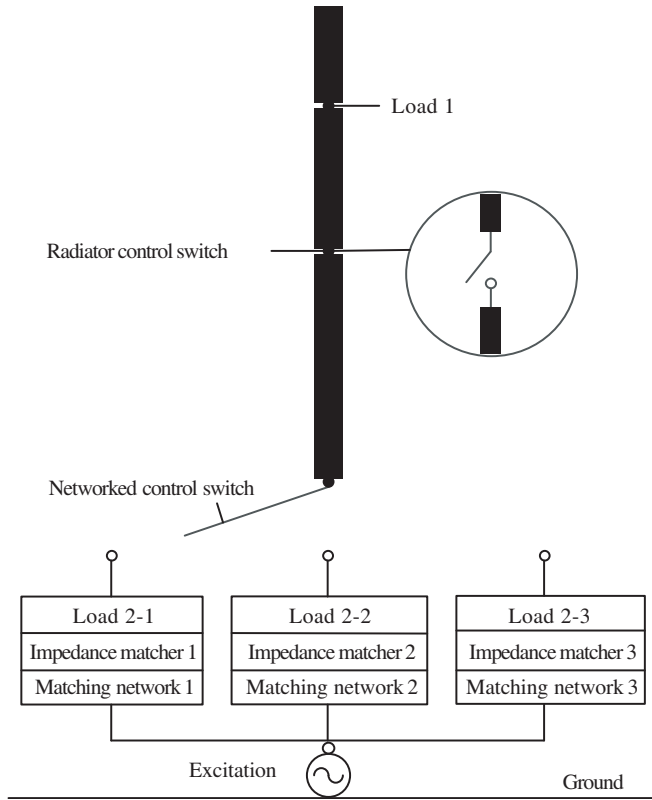 Load 1
Radiator control switch
Networked control switch
Load 2-1
Load 2-2
Load 2-3
Impedance matcher 1
Impedance matcher 2
Impedance matcher 3
Matching network 1
Matching network 2
Matching network 3
Excitation
Ground